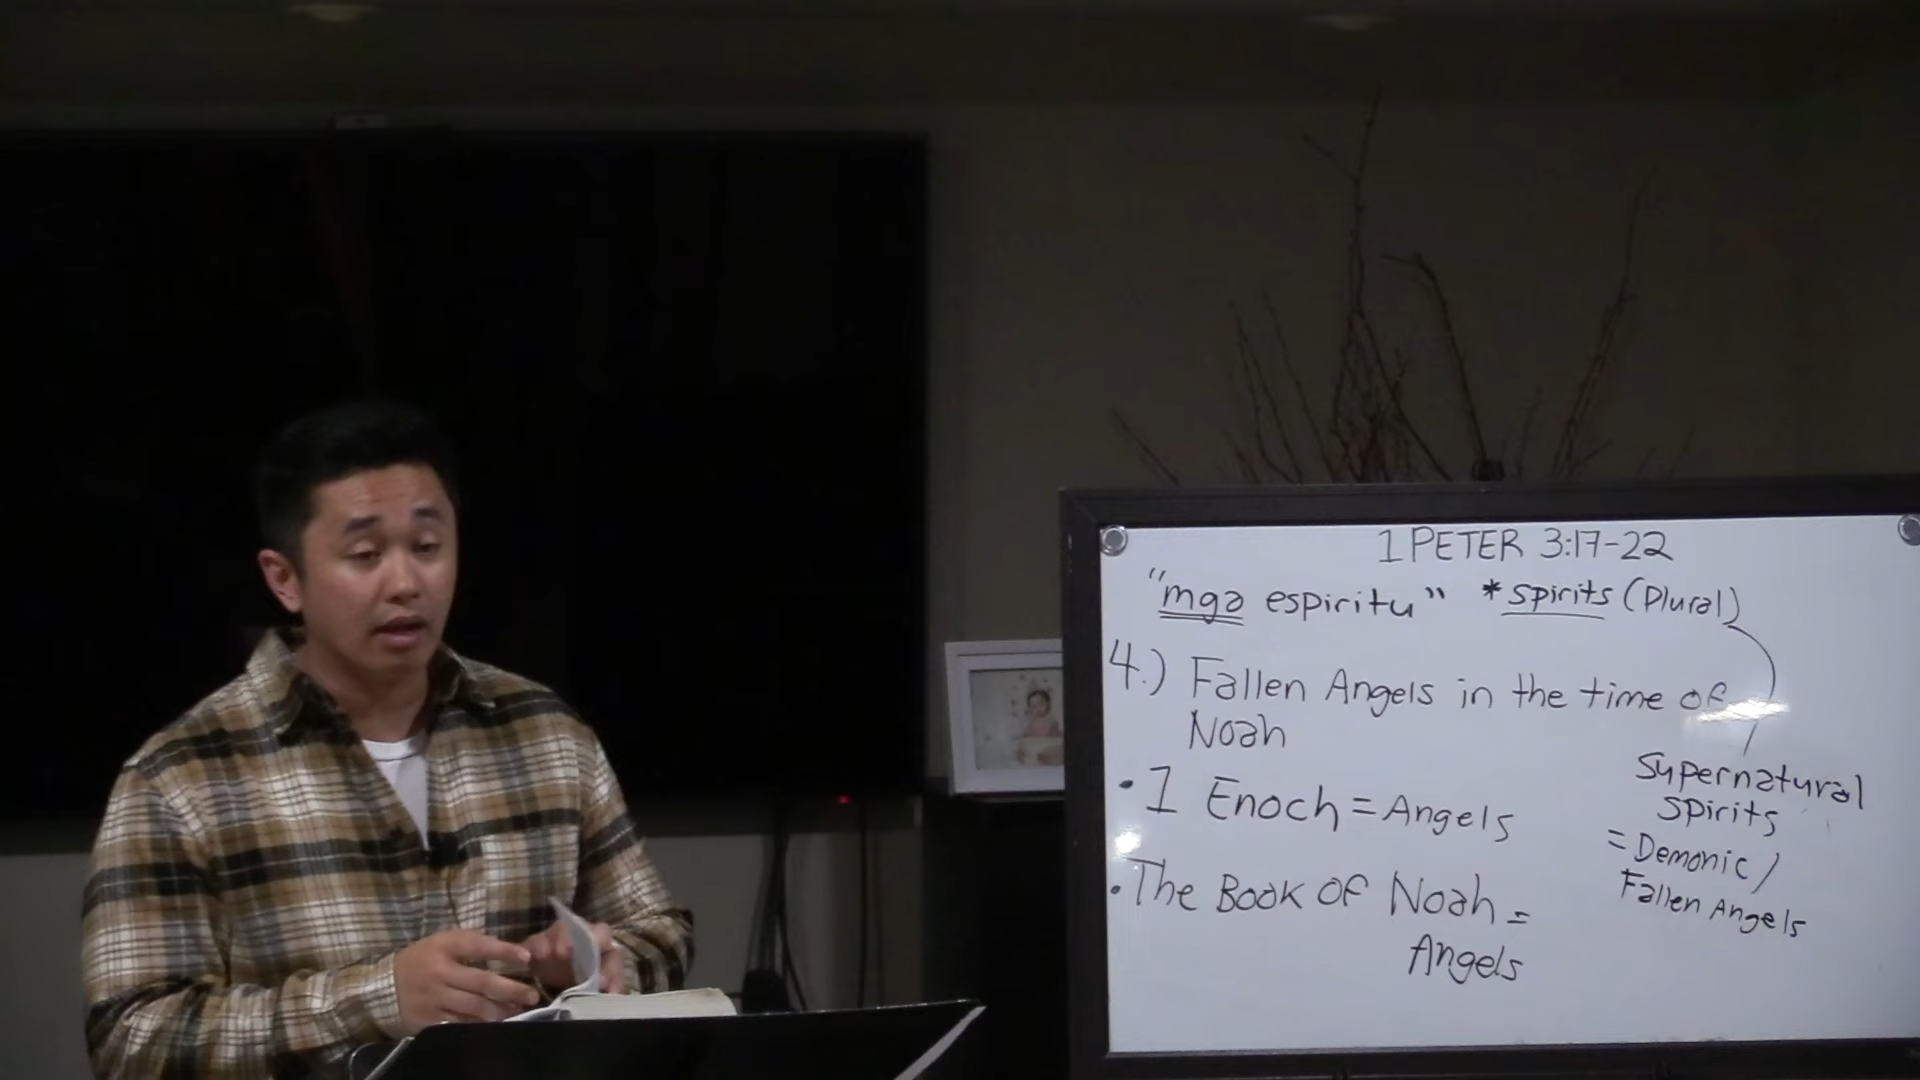 1 PETER 3:17-22
"mga espiritu" *spirits (Plural)
4.) Fallen Angels in the time of
Noah
• 1 Enoch = Angels
• The Book of Noah =
Angels
Supernatural
spirits
= Demonic /
Fallen Angels